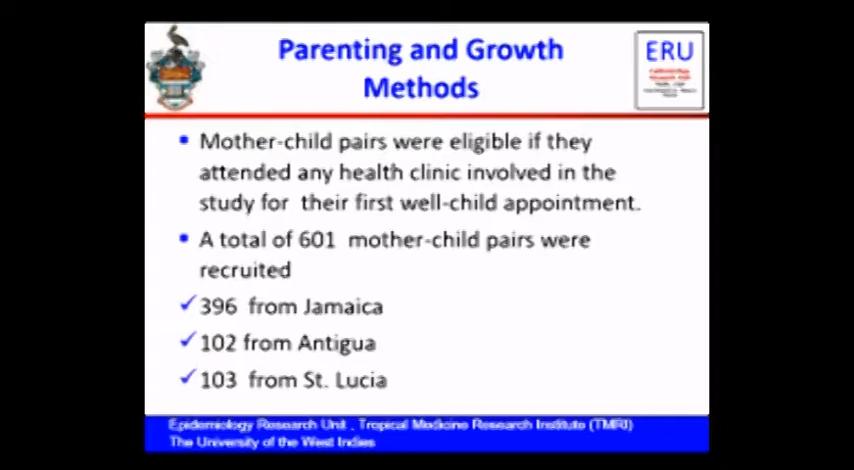 Parenting and Growth
Methods
ERU
• Mother-child pairs were eligible if they
attended any health clinic involved in the
study for their first well-child appointment.
• A total of 601 mother-child pairs were
recruited
✓ 396 from Jamaica
✓ 102 from Antigua
✓ 103 from St. Lucia
Epidemiology Research Unit , Tropical Medicine Research Institute (TMRI)
The University of the West Indies